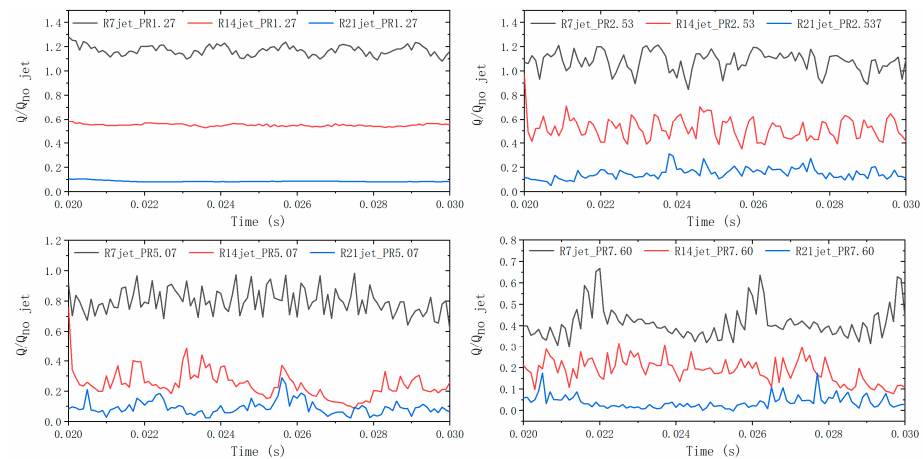 R7jet_PR1.27 R14jet_PR1.27 R21jet_PR1.27
1.4
1.2
1.0
0.8
0.6
0.4
0.2
0.0
Q/Qno jet
0.020 0.022 0.024 0.026 0.028 0.030
Time (s)
R7jet_PR2.53 R14jet_PR2.53 R21jet_PR2.537
1.4
1.2
1.0
0.8
0.6
0.4
0.2
0.0
Q/Qno jet
0.020 0.022 0.024 0.026 0.028 0.030
Time (s)
R7jet_PR5.07 R14jet_PR5.07 R21jet_PR5.07
1.2
1.0
0.8
0.6
0.4
0.2
0.0
Q/Qno jet
0.020 0.022 0.024 0.026 0.028 0.030
Time (s)
R7jet_PR7.60 R14jet_PR7.60 R21jet_PR7.60
0.8
0.7
0.6
0.5
0.4
0.3
0.2
0.1
0.0
Q/Qno jet
0.020 0.022 0.024 0.026 0.028 0.030
Time (s)